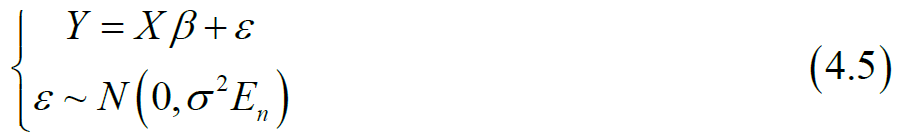 Y = Xβ + ε
ε ~ N(0, σ²Eₙ) (4.5)